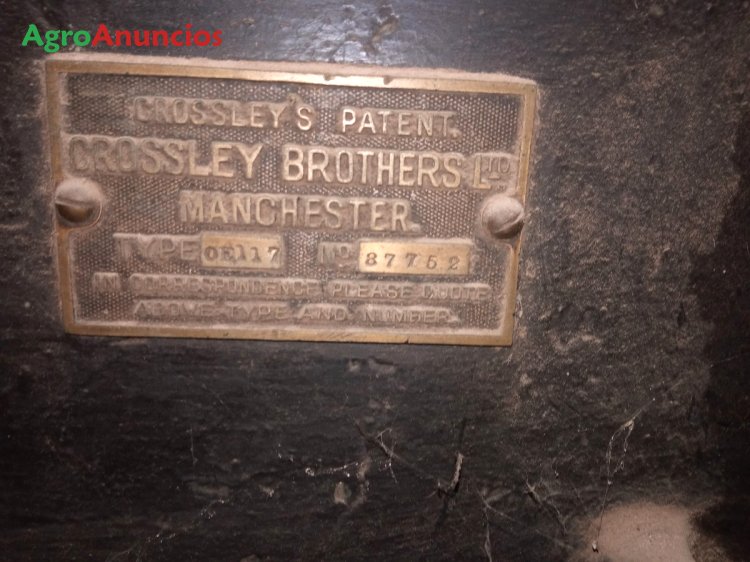 AgroAnuncios
CROSSLEY'S PATENT.
CROSSLEY BROTHERS LTD
MANCHESTER.
TYPE OE117 No 87752
IN CORRESPONDENCE PLEASE QUOTE
ABOVE TYPE AND NUMBER.